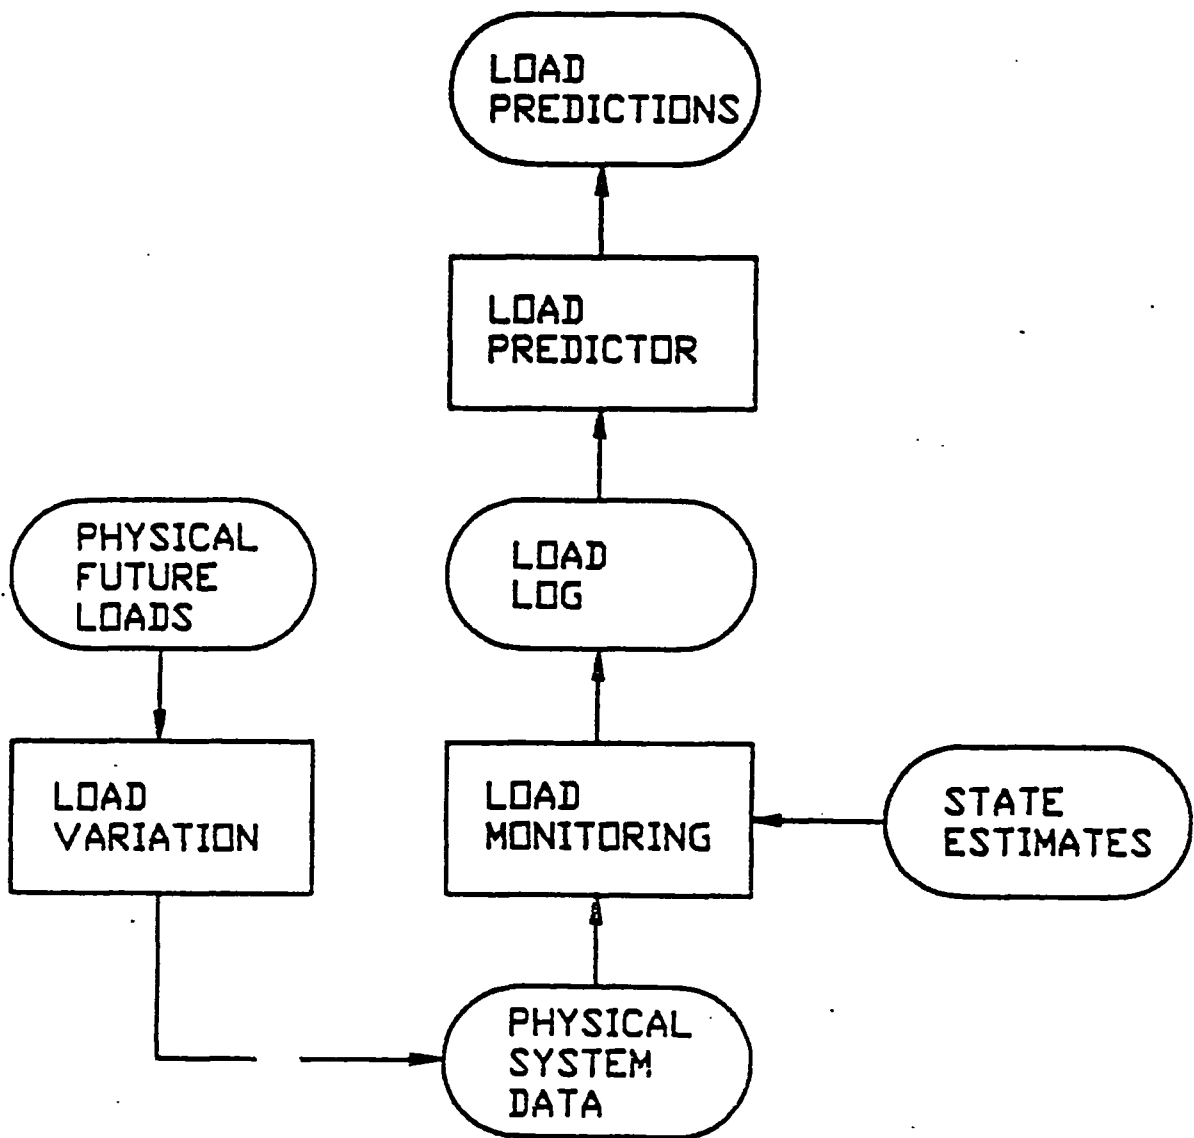 LOAD
PREDICTIONS
LOAD
PREDICTOR
PHYSICAL
FUTURE
LOADS
LOAD
LOG
LOAD
VARIATION
LOAD
MONITORING
STATE
ESTIMATES
PHYSICAL
SYSTEM
DATA